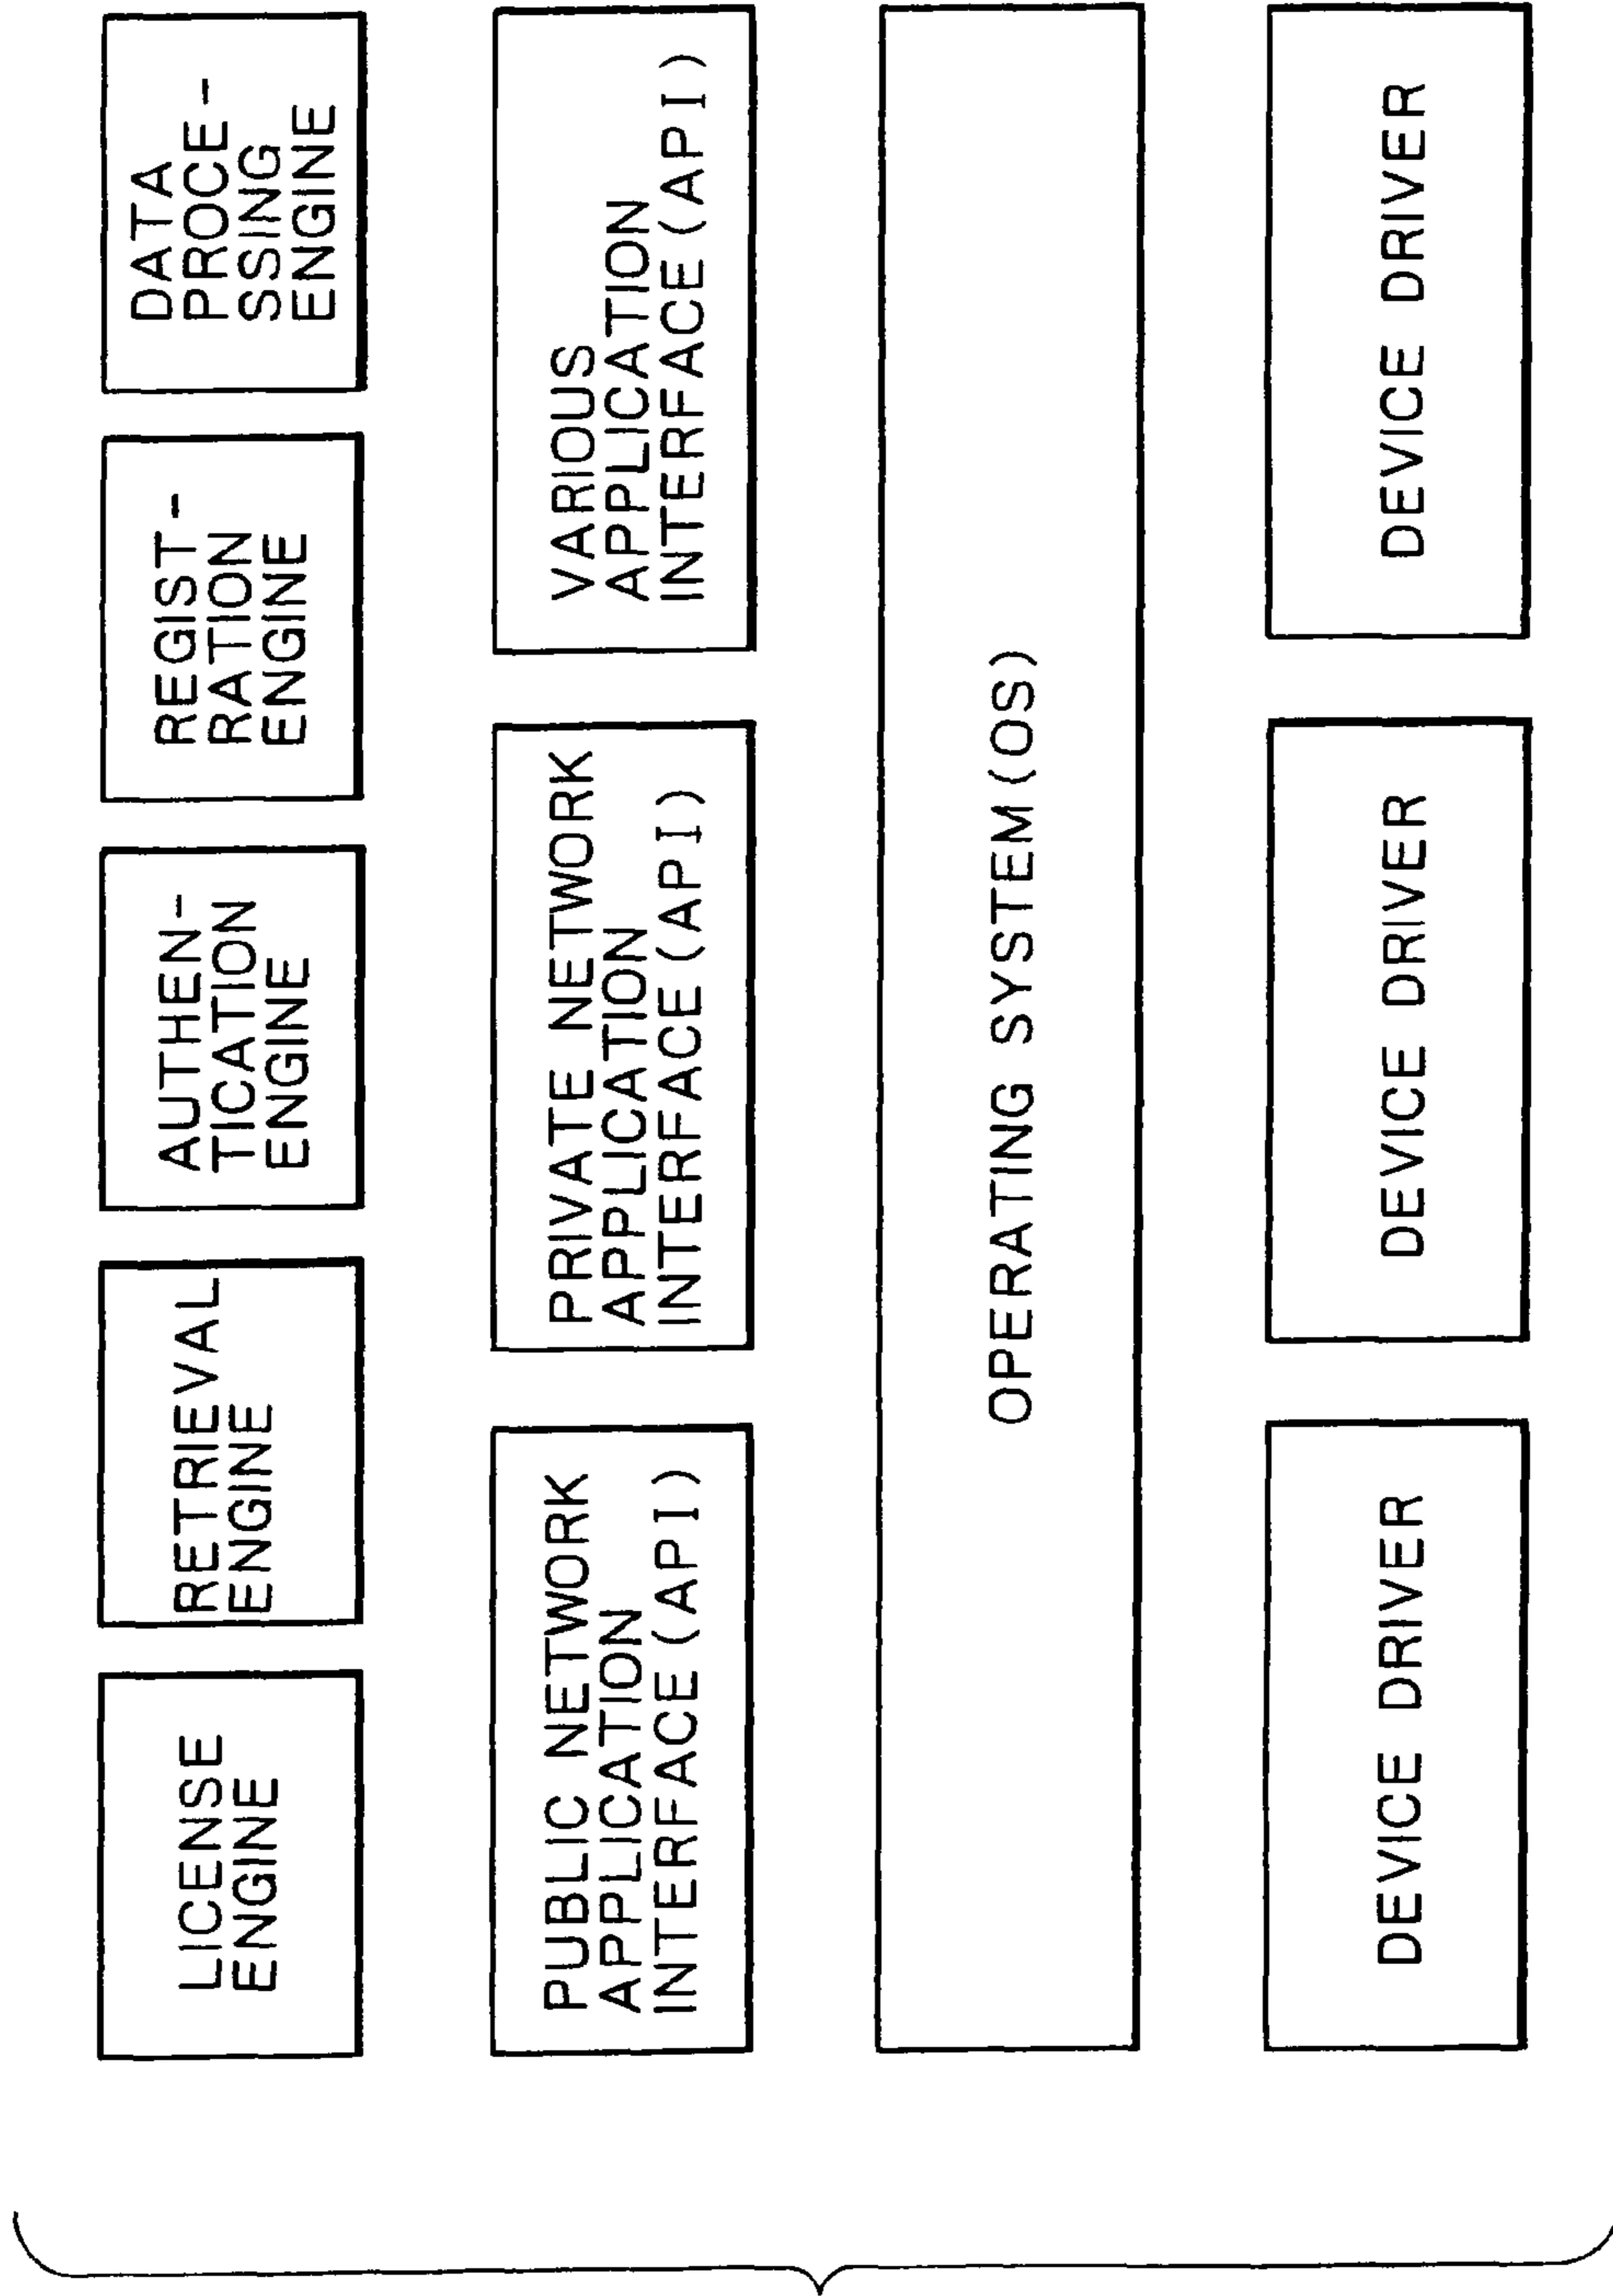 LICENSE
ENGINE
RETRIEVAL
ENGINE
AUTHEN-
TICATION
ENGINE
REGIST-
RATION
ENGINE
DATA
PROCE-
SSING
ENGINE
PUBLIC NETWORK
APPLICATION
INTERFACE (API)
PRIVATE NETWORK
APPLICATION
INTERFACE (API)
VARIOUS
APPLICATION
INTERFACE (API)
OPERATING SYSTEM (OS)
DEVICE DRIVER
DEVICE DRIVER
DEVICE DRIVER